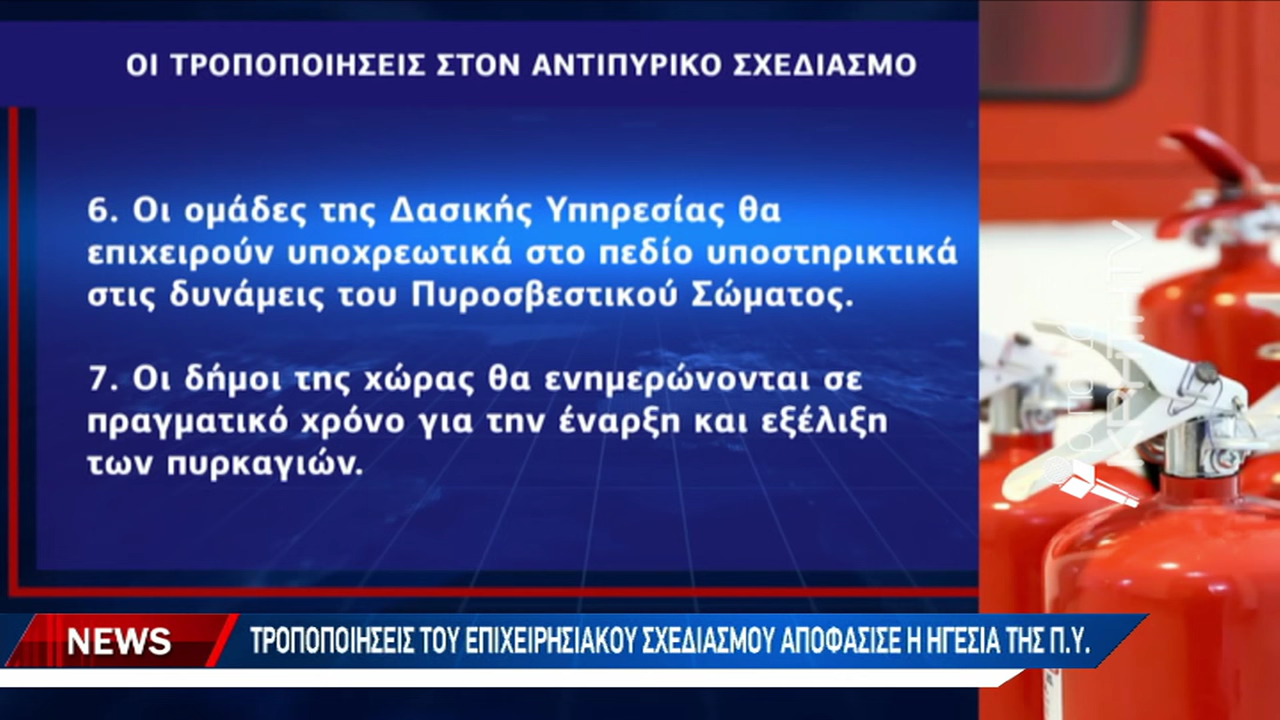 ΟΙ ΤΡΟΠΟΠΟΙΗΣΕΙΣ ΣΤΟΝ ΑΝΤΙΠΥΡΙΚΟ ΣΧΕΔΙΑΣΜΟ
6. Οι ομάδες της Δασικής Υπηρεσίας θα
επιχειρούν υποχρεωτικά στο πεδίο υποστηρικτικά
στις δυνάμεις του Πυροσβεστικού Σώματος.
7. Οι δήμοι της χώρας θα ενημερώνονται σε
πραγματικό χρόνο για την έναρξη και εξέλιξη
των πυρκαγιών.
NEWS ΤΡΟΠΟΠΟΙΗΣΕΙΣ ΤΟΥ ΕΠΙΧΕΙΡΗΣΙΑΚΟΥ ΣΧΕΔΙΑΣΜΟΥ ΑΠΟΦΑΣΙΣΕ Η ΗΓΕΣΙΑ ΤΗΣ Π.Υ.